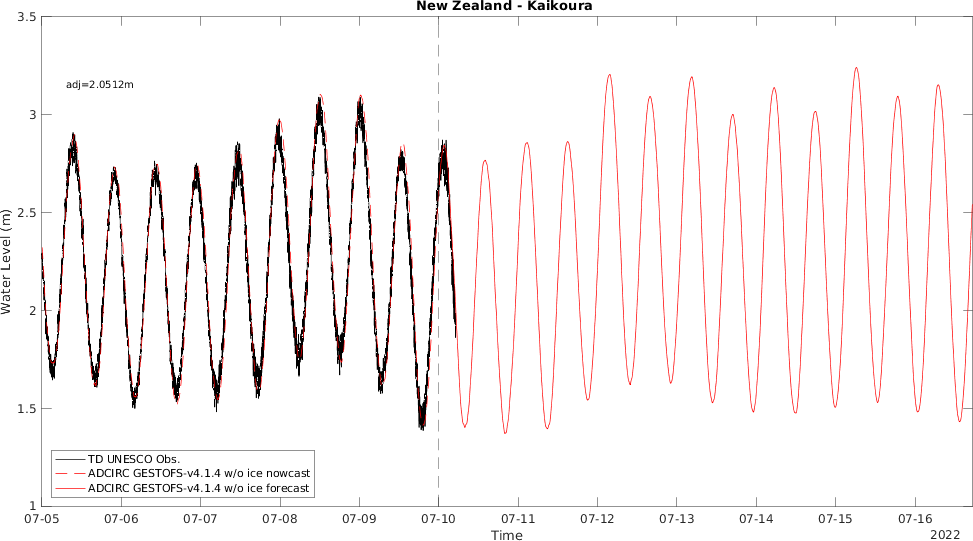 New Zealand - Kaikoura
3.5
adj=2.0512m
3
2.5
Water Level (m)
2
1.5
TD UNESCO Obs.
ADCIRC GESTOFS-v4.1.4 w/o ice nowcast
ADCIRC GESTOFS-v4.1.4 w/o ice forecast
1
07-05 07-06 07-07 07-08 07-09 07-10 07-11 07-12 07-13 07-14 07-15 07-16
Time
2022